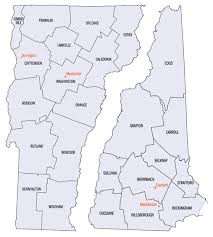 GRAND ISLE
FRANKLIN
ORLEANS
ESSEX
LAMOILLE
Burlington
CHITTENDEN
CALEDONIA
Montpelier
WASHINGTON
COOS
ADDISON
ORANGE
GRAFTON
CARROLL
RUTLAND
WINDSOR
BELKNAP
SULLIVAN
MERRIMACK
Concord
STRAFFORD
BENNINGTON
WINDHAM
Manchester
CHESHIRE
HILLSBOROUGH
ROCKINGHAM